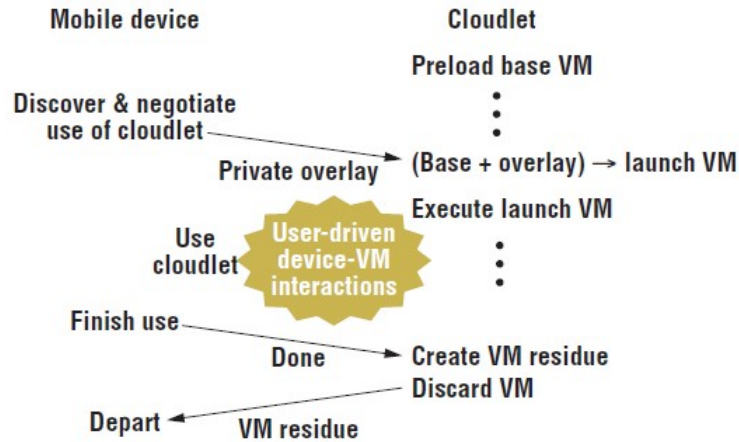 Mobile device
Cloudlet
Preload base VM
Discover & negotiate
use of cloudlet
Private overlay
(Base + overlay) → launch VM
Execute launch VM
Use
cloudlet
User-driven
device-VM
interactions
Finish use
Done
Create VM residue
Discard VM
Depart
VM residue